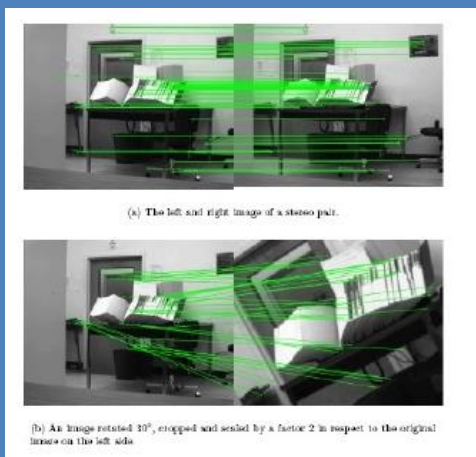 (a) The left and right image of a stereo pair.
(b) An image rotated 30°, cropped and scaled by a factor 2 in respect to the original
image on the left side.